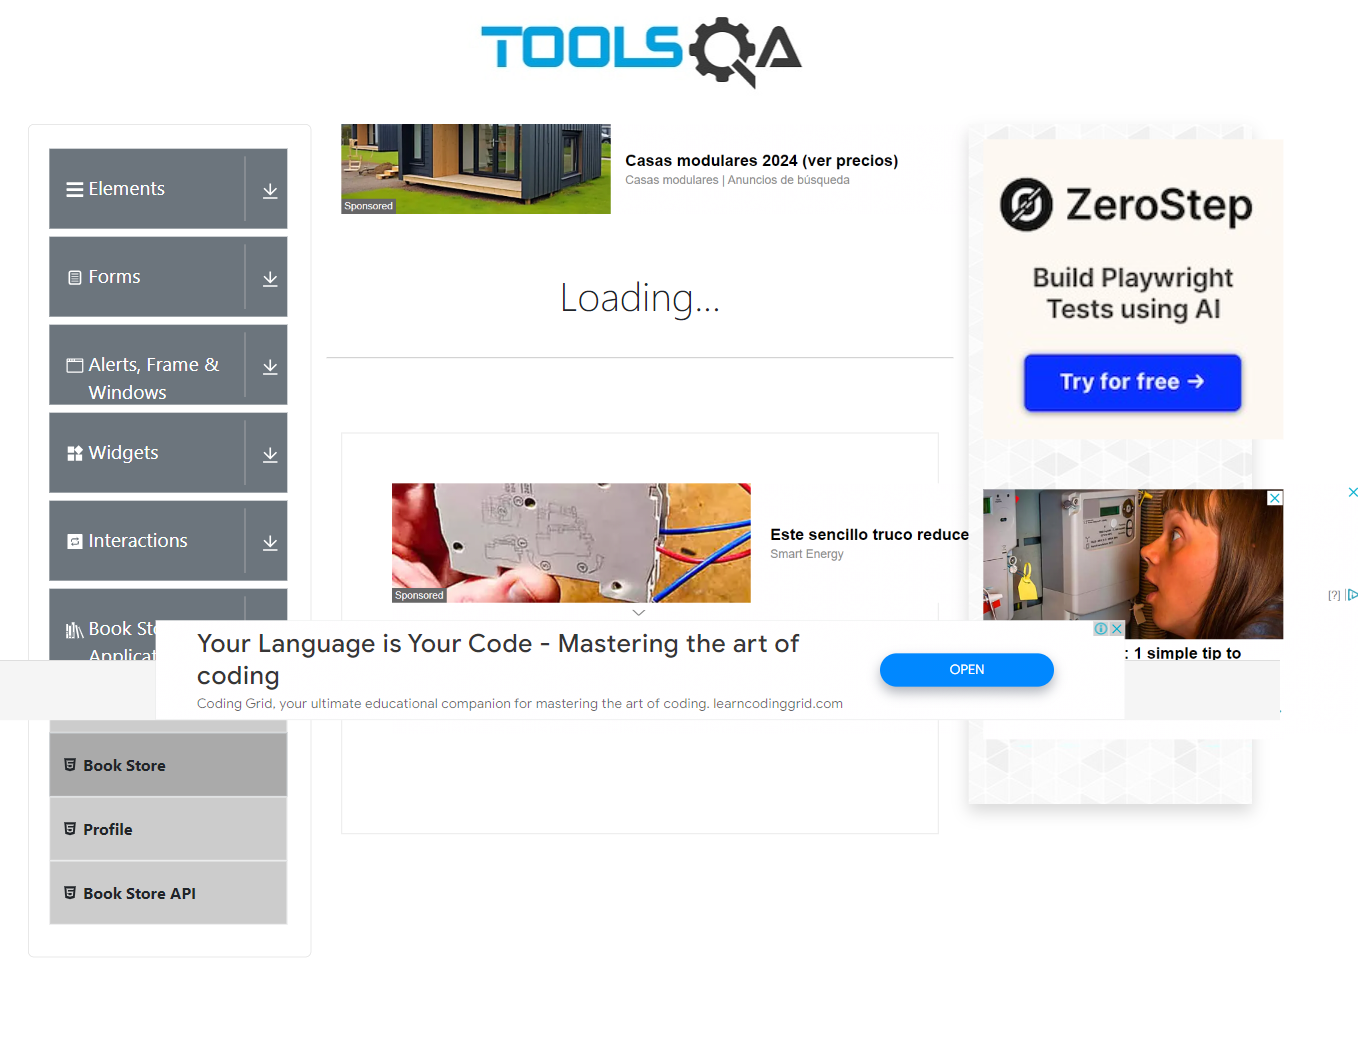 TOOLSQA
Elements
Forms
Alerts, Frame &
Windows
Widgets
Interactions
Book Sto
Applicat
Book Store
Profile
Book Store API
Sponsored
Casas modulares 2024 (ver precios)
Casas modulares | Anuncios de búsqueda
Loading...
Sponsored
Este sencillo truco reduce
Smart Energy
ZeroStep
Build Playwright
Tests using AI
Try for free →
[?]
: 1 simple tip to
Your Language is Your Code - Mastering the art of
coding
Coding Grid, your ultimate educational companion for mastering the art of coding. learncodinggrid.com
OPEN